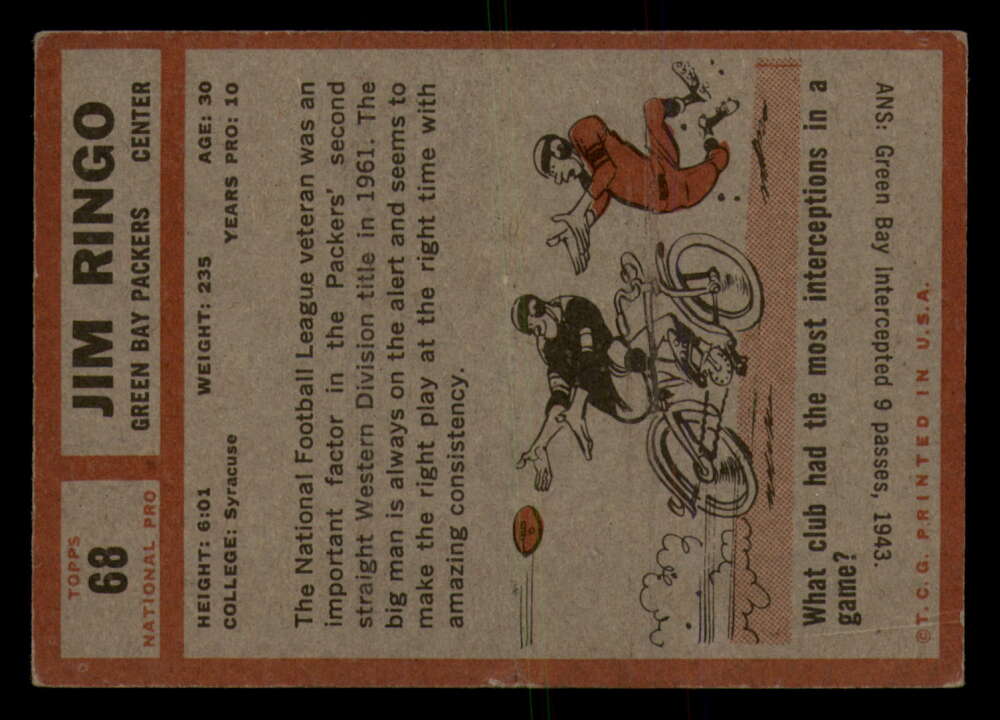 TOPPS
68
NATIONAL PRO
JIM RINGO
GREEN BAY PACKERS CENTER
HEIGHT: 6:01 WEIGHT: 235 AGE: 30
COLLEGE: Syracuse YEARS PRO: 10
The National Football League veteran was an
important factor in the Packers' second
straight Western Division title in 1961. The
big man is always on the alert and seems to
make the right play at the right time with
amazing consistency.
What club had the most interceptions in a
game?
ANS: Green Bay Intercepted 9 passes, 1943.
©T. C. G. PRINTED IN U.S.A.